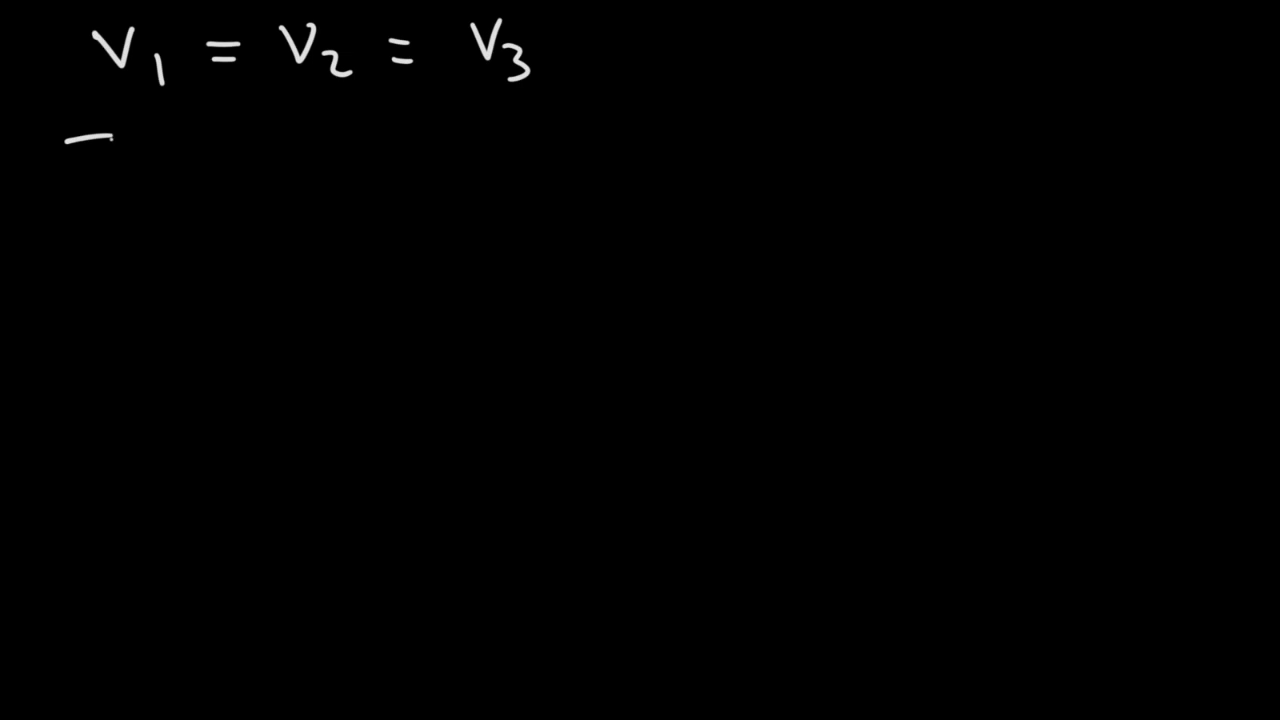 V₁ = V₂ = V₃
—